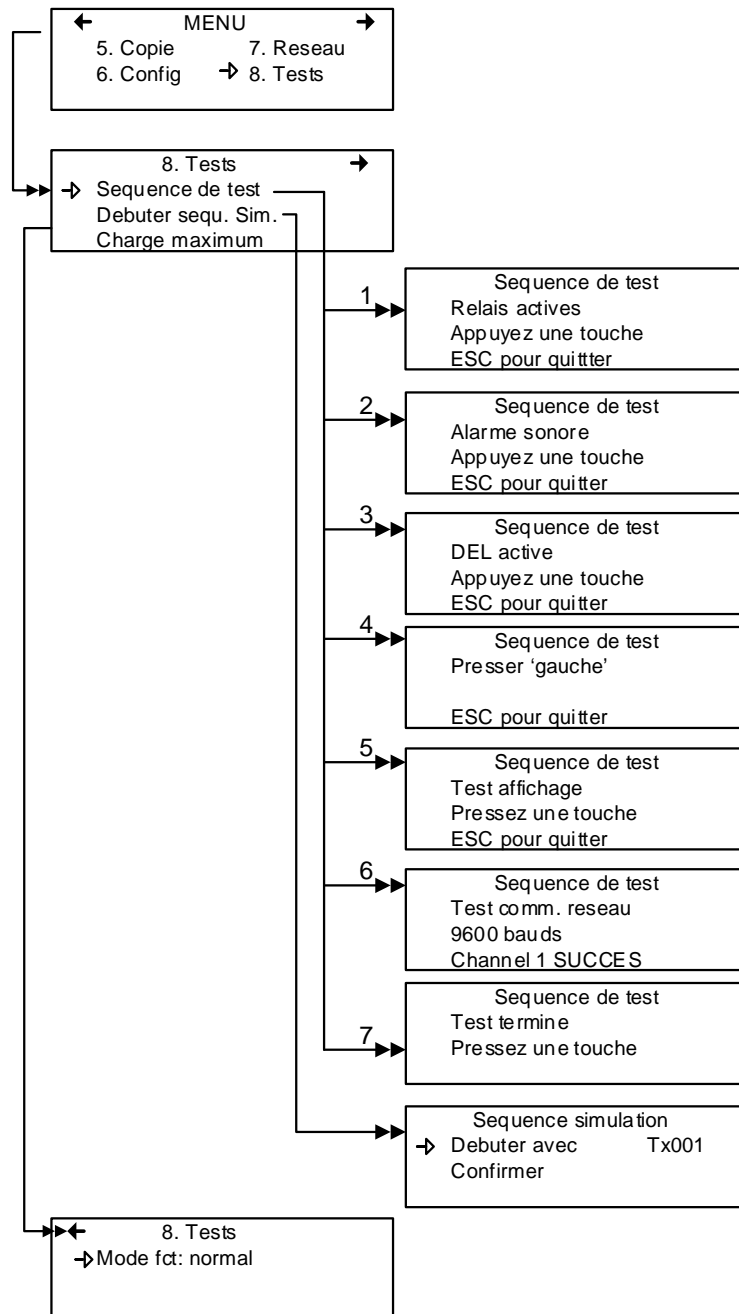 MENU
5. Copie 7. Reseau
6. Config 8. Tests
8. Tests
Sequence de test
Debuter sequ. Sim.
Charge maximum
1
Sequence de test
Relais actives
Appuyez une touche
ESC pour quittter
2
Sequence de test
Alarme sonore
Appuyez une touche
ESC pour quitter
3
Sequence de test
DEL active
Appuyez une touche
ESC pour quitter
4
Sequence de test
Presser ‘gauche’
ESC pour quitter
5
Sequence de test
Test affichage
Pressez une touche
ESC pour quitter
6
Sequence de test
Test comm. reseau
9600 bauds
Channel 1 SUCCES
7
Sequence de test
Test termine
Pressez une touche
Sequence simulation
Debuter avec Tx001
Confirmer
8. Tests
Mode fct: normal